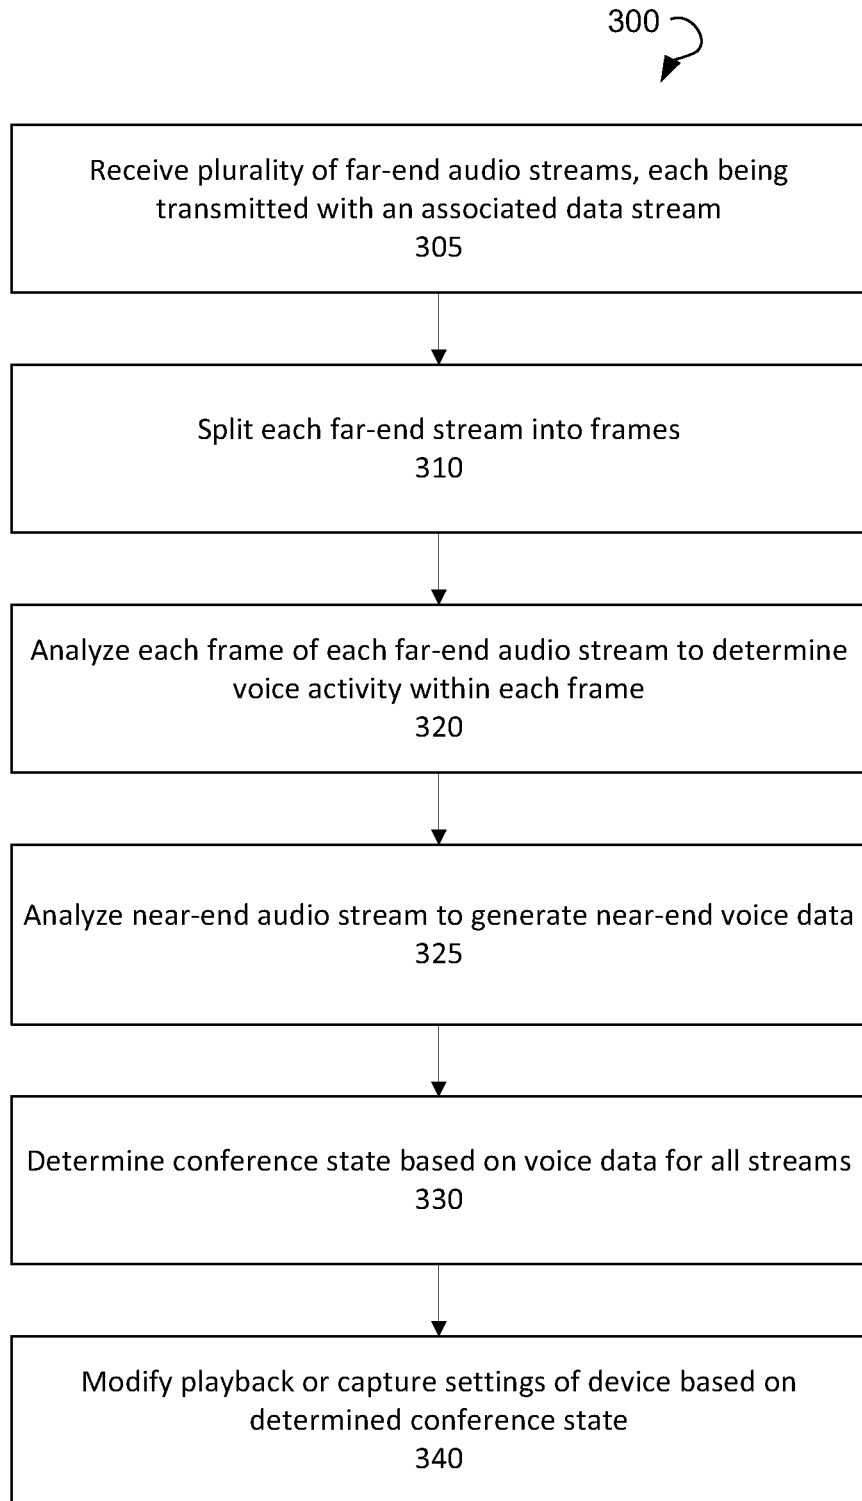 300
Receive plurality of far-end audio streams, each being
transmitted with an associated data stream
305
Split each far-end stream into frames
310
Analyze each frame of each far-end audio stream to determine
voice activity within each frame
320
Analyze near-end audio stream to generate near-end voice data
325
Determine conference state based on voice data for all streams
330
Modify playback or capture settings of device based on
determined conference state
340